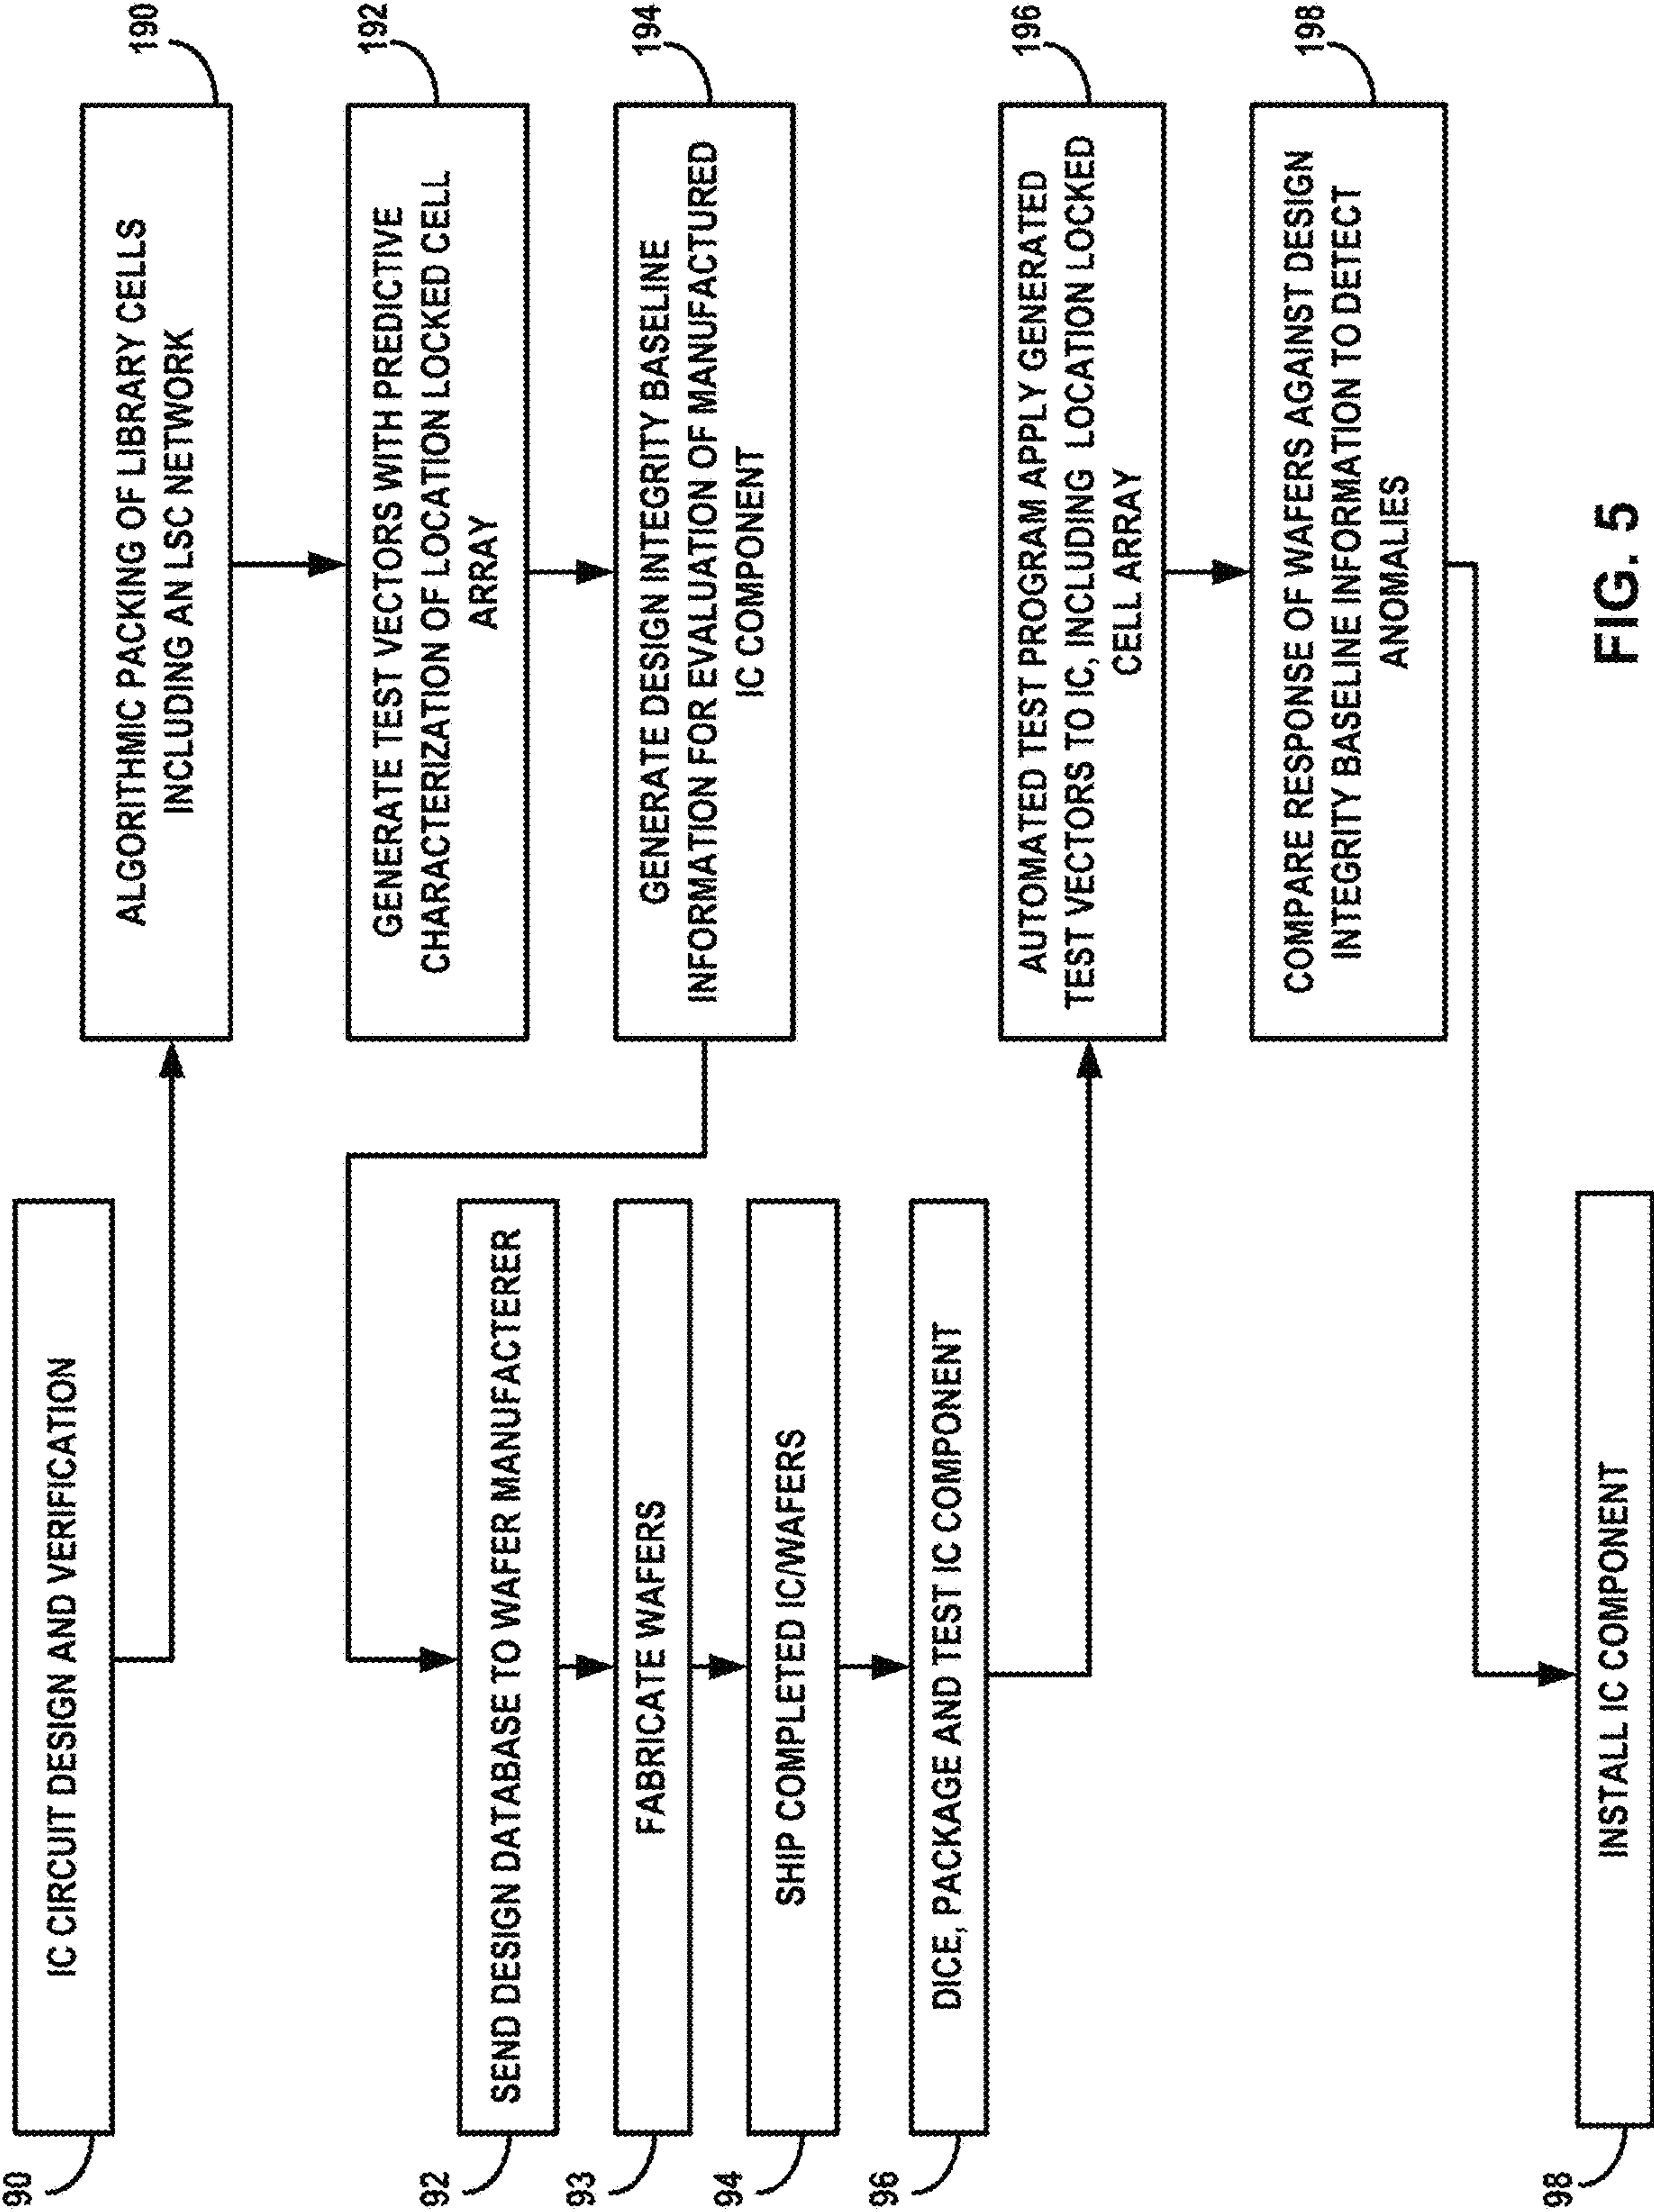 90
IC CIRCUIT DESIGN AND VERIFICATION
190
ALGORITHMIC PACKING OF LIBRARY CELLS
INCLUDING AN LSC NETWORK
192
GENERATE TEST VECTORS WITH PREDICTIVE
CHARACTERIZATION OF LOCATION LOCKED CELL
ARRAY
194
GENERATE DESIGN INTEGRITY BASELINE
INFORMATION FOR EVALUATION OF MANUFACTURED
IC COMPONENT
92
SEND DESIGN DATABASE TO WAFER MANUFACTERER
93
FABRICATE WAFERS
94
SHIP COMPLETED IC/WAFERS
96
DICE, PACKAGE AND TEST IC COMPONENT
196
AUTOMATED TEST PROGRAM APPLY GENERATED
TEST VECTORS TO IC, INCLUDING LOCATION LOCKED
CELL ARRAY
198
COMPARE RESPONSE OF WAFERS AGAINST DESIGN
INTEGRITY BASELINE INFORMATION TO DETECT
ANOMALIES
98
INSTALL IC COMPONENT
FIG. 5